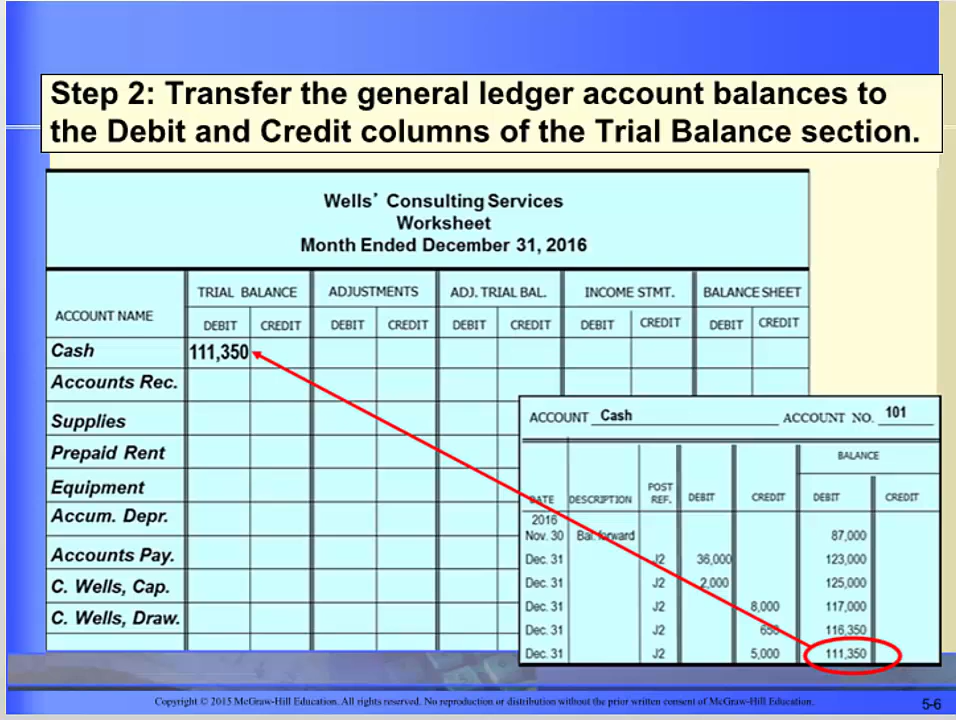 Step 2: Transfer the general ledger account balances to
the Debit and Credit columns of the Trial Balance section.
Wells' Consulting Services
Worksheet
Month Ended December 31, 2016
ACCOUNT NAME
TRIAL BALANCE ADJUSTMENTS ADJ. TRIAL BAL. INCOME STMT. BALANCE SHEET
DEBIT CREDIT DEBIT CREDIT DEBIT CREDIT DEBIT CREDIT DEBIT CREDIT
Cash 111,350
Accounts Rec.
Supplies
Prepaid Rent
Equipment
Accum. Depr.
Accounts Pay.
C. Wells, Cap.
C. Wells, Draw.
ACCOUNT Cash ACCOUNT NO. 101
BALANCE
DATE DESCRIPTION POST REF. DEBIT CREDIT DEBIT CREDIT
2016
Nov. 30 Bal. forward 87,000
Dec. 31 J2 36,000 123,000
Dec. 31 J2 2,000 125,000
Dec. 31 J2 8,000 117,000
Dec. 31 J2 650 116,350
Dec. 31 J2 5,000 111,350
Copyright © 2015 McGraw-Hill Education. All rights reserved. No reproduction or distribution without the prior written consent of McGraw-Hill Education.
5-6